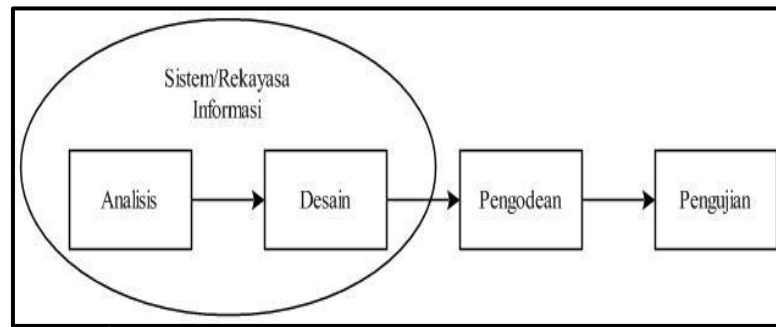 Sistem/Rekayasa
Informasi
Analisis
Desain
Pengodean
Pengujian